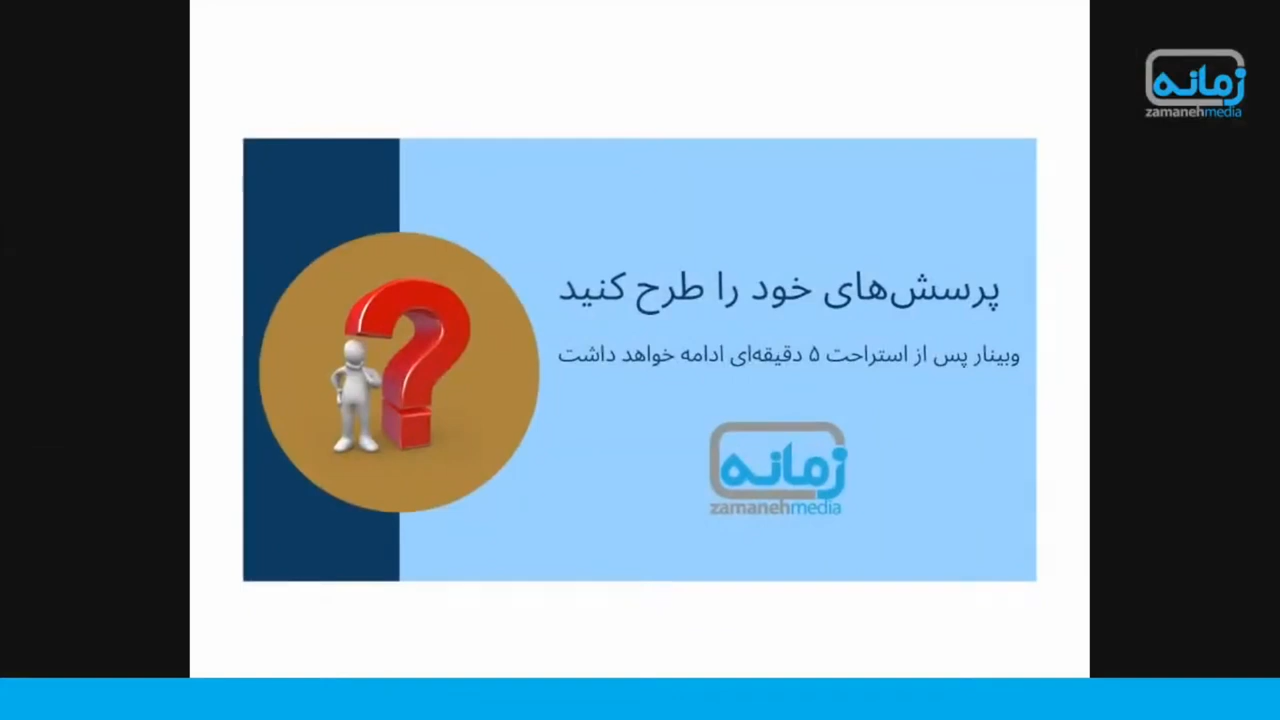 زمانه
zamanehmedia
پرسش‌های خود را طرح کنید
وبینار پس از استراحت ۵ دقیقه‌ای ادامه خواهد داشت
زمانه
zamanehmedia